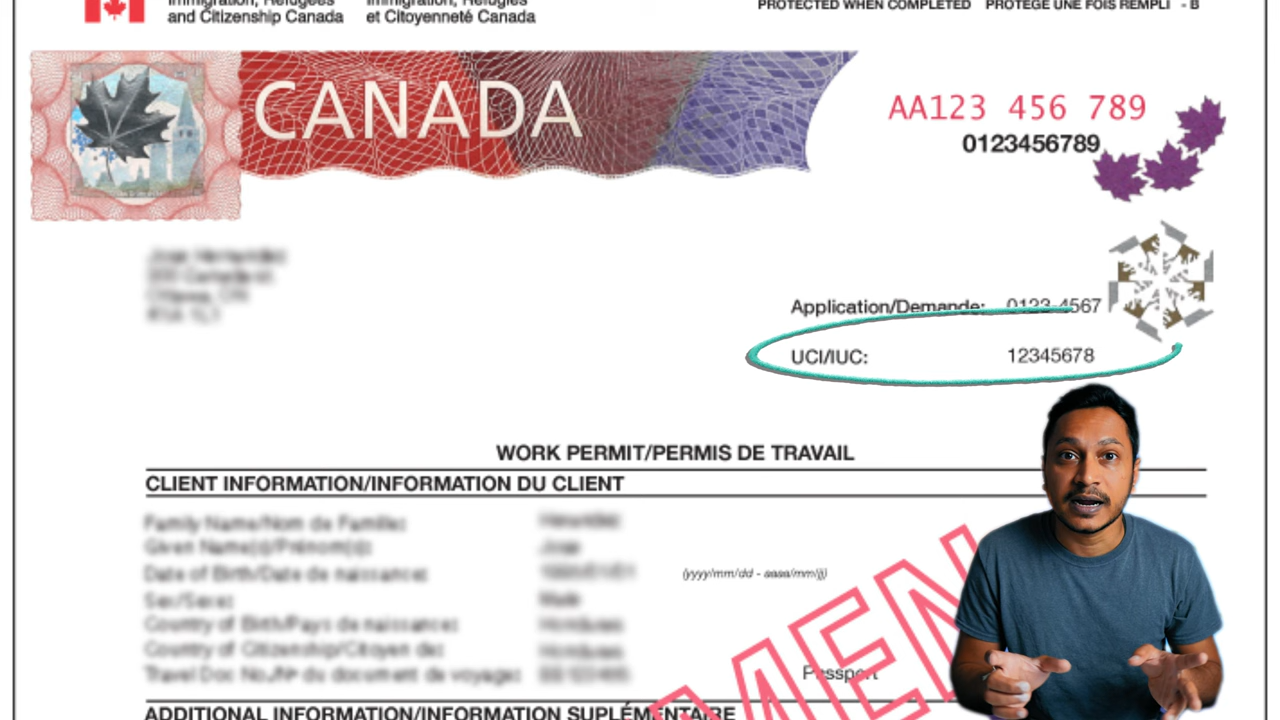 Immigration, Refugees Immigration, Réfugiés
and Citizenship Canada et Citoyenneté Canada
PROTECTED WHEN COMPLETED PROTÉGÉ UNE FOIS REMPLI - B
CANADA
AA123 456 789
0123456789
Application/Demande: 0123-4567
UCI/IUC: 12345678
WORK PERMIT/PERMIS DE TRAVAIL
CLIENT INFORMATION/INFORMATION DU CLIENT
Family Name/Nom de Famille:
Given Name(s)/Prénom(s):
Date of Birth/Date de naissance: (yyyy/mm/dd - aaaa/mm/jj)
Sex/Sexe: Male
Country of Birth/Pays de naissance:
Country of Citizenship/Citoyen de:
Travel Doc No./Nº du document de voyage: Passport
MEN
ADDITIONAL INFORMATION/INFORMATION SUPLÉMENTAIRE